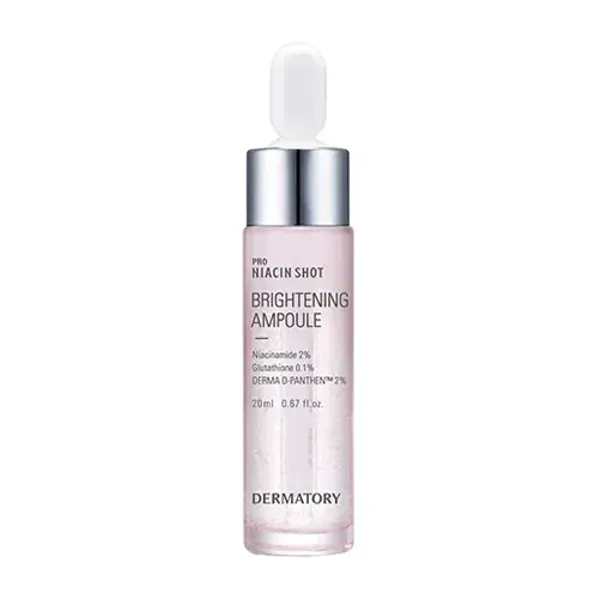 PRO
NIACIN SHOT
BRIGHTENING
AMPOULE
Niacinamide 2%
Glutathione 0.1%
DERMA D-PANTHEN™ 2%
20ml 0.67 fl.oz.
DERMATORY